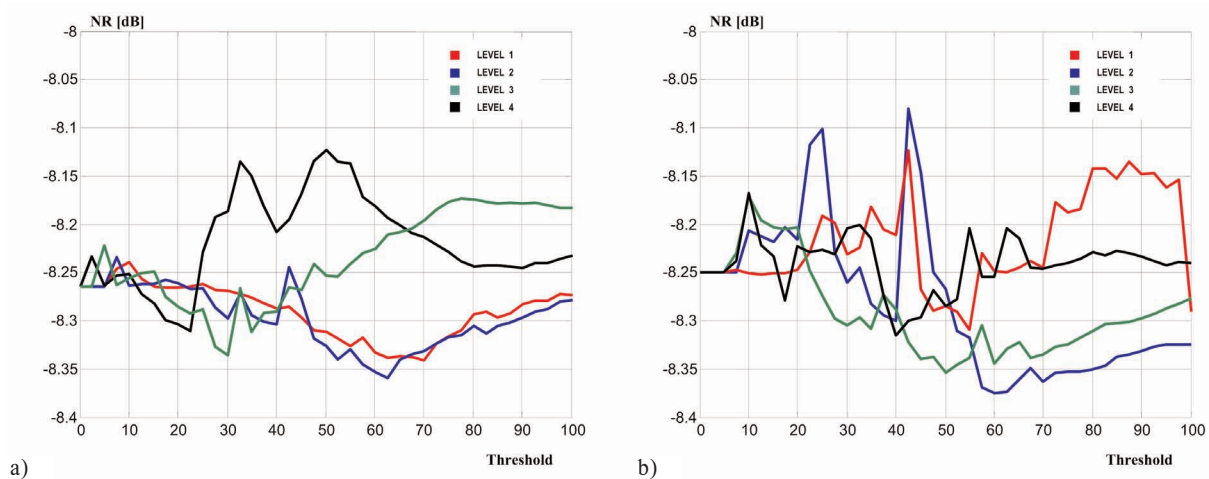 NR [dB]
-8
-8.05
-8.1
-8.15
-8.2
-8.25
-8.3
-8.35
-8.4
0 10 20 30 40 50 60 70 80 90 100
LEVEL 1
LEVEL 2
LEVEL 3
LEVEL 4
Threshold
a)
NR [dB]
-8
-8.05
-8.1
-8.15
-8.2
-8.25
-8.3
-8.35
-8.4
0 10 20 30 40 50 60 70 80 90 100
LEVEL 1
LEVEL 2
LEVEL 3
LEVEL 4
Threshold
b)